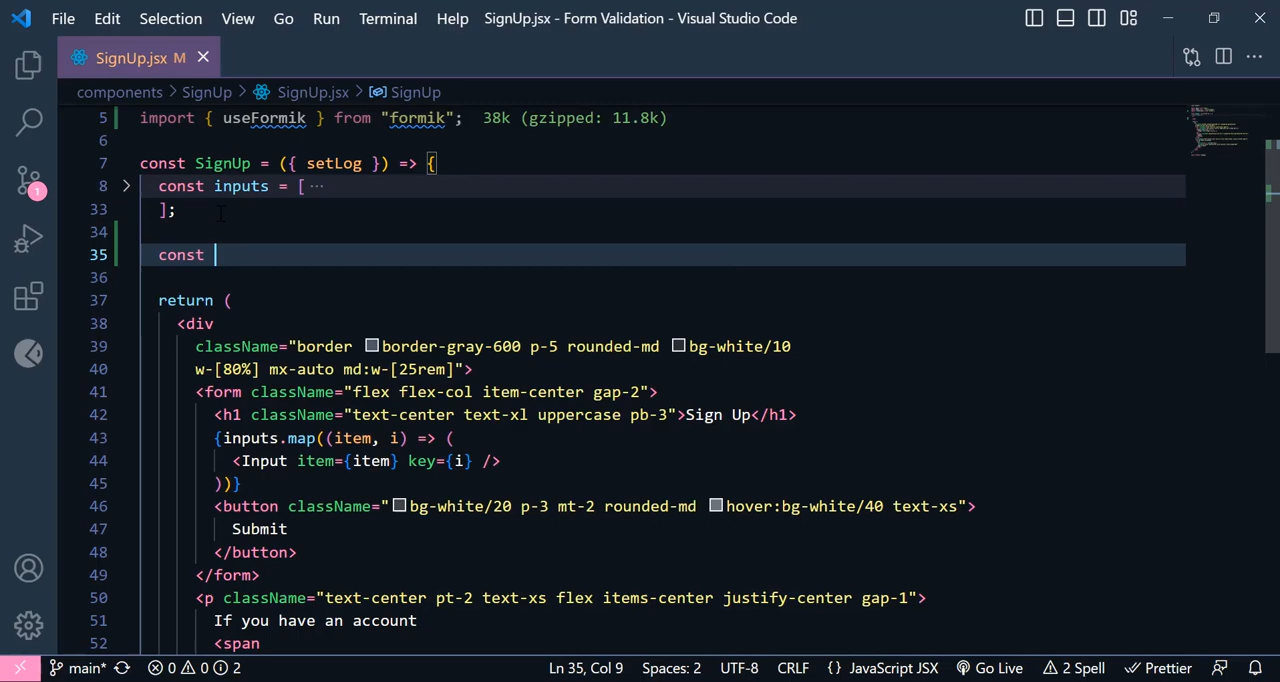 File Edit Selection View Go Run Terminal Help SignUp.jsx - Form Validation - Visual Studio Code
SignUp.jsx M
components > SignUp > SignUp.jsx > SignUp
5 import { useFormik } from "formik"; 38k (gzipped: 11.8k)
6
7 const SignUp = ({ setLog }) => {
8 const inputs = [ ···
33 ];
34
35 const
36
37 return (
38 <div
39 className="border border-gray-600 p-5 rounded-md bg-white/10
40 w-[80%] mx-auto md:w-[25rem]">
41 <form className="flex flex-col item-center gap-2">
42 <h1 className="text-center text-xl uppercase pb-3">Sign Up</h1>
43 {inputs.map((item, i) => (
44 <Input item={item} key={i} />
45 ))}
46 <button className="bg-white/20 p-3 mt-2 rounded-md hover:bg-white/40 text-xs">
47 Submit
48 </button>
49 </form>
50 <p className="text-center pt-2 text-xs flex items-center justify-center gap-1">
51 If you have an account
52 <span
1
main* 0 0 2 Ln 35, Col 9 Spaces: 2 UTF-8 CRLF {} JavaScript JSX Go Live 2 Spell Prettier